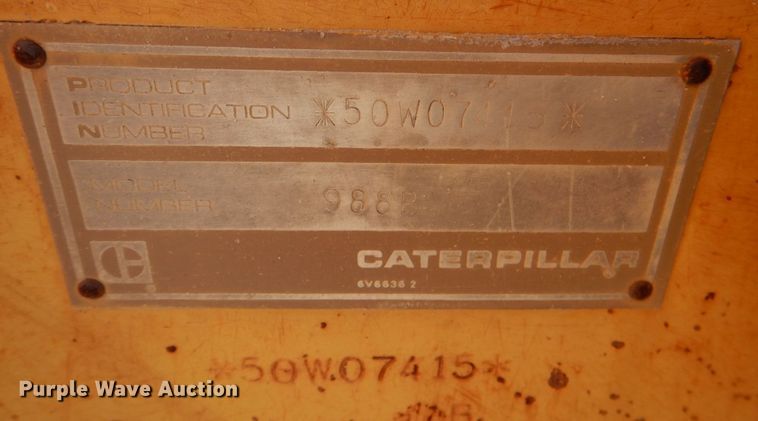 PRODUCT
IDENTIFICATION
NUMBER
*50W07415*
MODEL
NUMBER
988B
C
CATERPILLAR
6V6636 2
*50W07415*
Purple Wave Auction